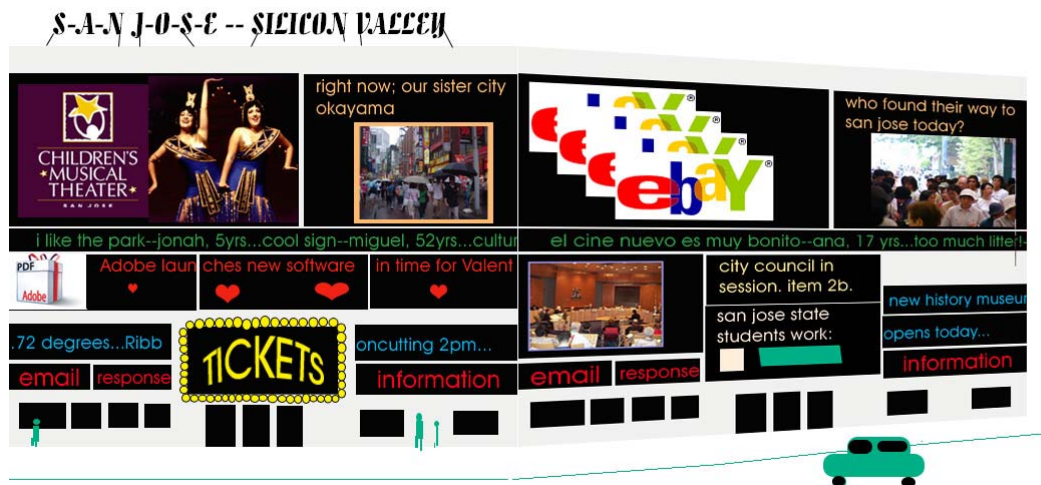 S-A-N J-O-S-E -- SILICON VALLEY
CHILDREN'S
MUSICAL
THEATER
SAN JOSE
right now; our sister city
okayama
ebaY®
who found their way to
san jose today?
i like the park--jonah, 5yrs...cool sign--miguel, 52yrs...cultur
el cine nuevo es muy bonito--ana, 17 yrs...too much litter!-
PDF
Adobe
Adobe laun ches new software in time for Valent
city council in
session. item 2b.
san jose state
students work:
new history museum
opens today...
.72 degrees...Ribb
TICKETS
oncutting 2pm...
email
response
information
email
response
information